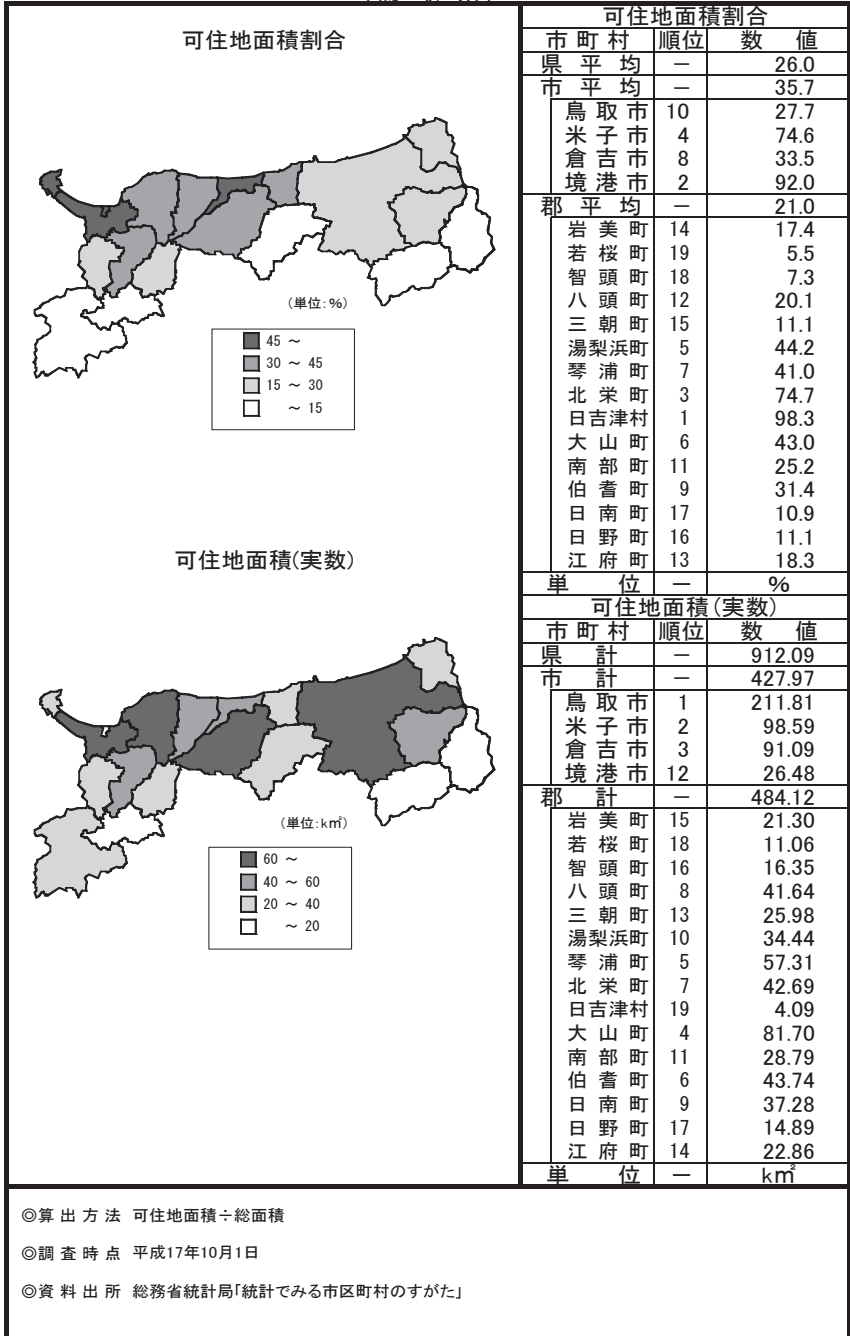 可住地面積割合
(単位:%)
45 ～
30 ～ 45
15 ～ 30
～ 15
可住地面積(実数)
(単位:k㎡)
60 ～
40 ～ 60
20 ～ 40
～ 20
可住地面積割合
市町村 順位 数 値
県 平 均 － 26.0
市 平 均 － 35.7
鳥 取 市 10 27.7
米 子 市 4 74.6
倉 吉 市 8 33.5
境 港 市 2 92.0
郡 平 均 － 21.0
岩 美 町 14 17.4
若 桜 町 19 5.5
智 頭 町 18 7.3
八 頭 町 12 20.1
三 朝 町 15 11.1
湯梨浜町 5 44.2
琴 浦 町 7 41.0
北 栄 町 3 74.7
日吉津村 1 98.3
大 山 町 6 43.0
南 部 町 11 25.2
伯 耆 町 9 31.4
日 南 町 17 10.9
日 野 町 16 11.1
江 府 町 13 18.3
単 位 － %
可住地面積(実数)
市町村 順位 数 値
県 計 － 912.09
市 計 － 427.97
鳥 取 市 1 211.81
米 子 市 2 98.59
倉 吉 市 3 91.09
境 港 市 12 26.48
郡 計 － 484.12
岩 美 町 15 21.30
若 桜 町 18 11.06
智 頭 町 16 16.35
八 頭 町 8 41.64
三 朝 町 13 25.98
湯梨浜町 10 34.44
琴 浦 町 5 57.31
北 栄 町 7 42.69
日吉津村 19 4.09
大 山 町 4 81.70
南 部 町 11 28.79
伯 耆 町 6 43.74
日 南 町 9 37.28
日 野 町 17 14.89
江 府 町 14 22.86
単 位 － k㎡
◎算 出 方 法 可住地面積÷総面積
◎調 査 時 点 平成17年10月1日
◎資 料 出 所 総務省統計局「統計でみる市区町村のすがた」